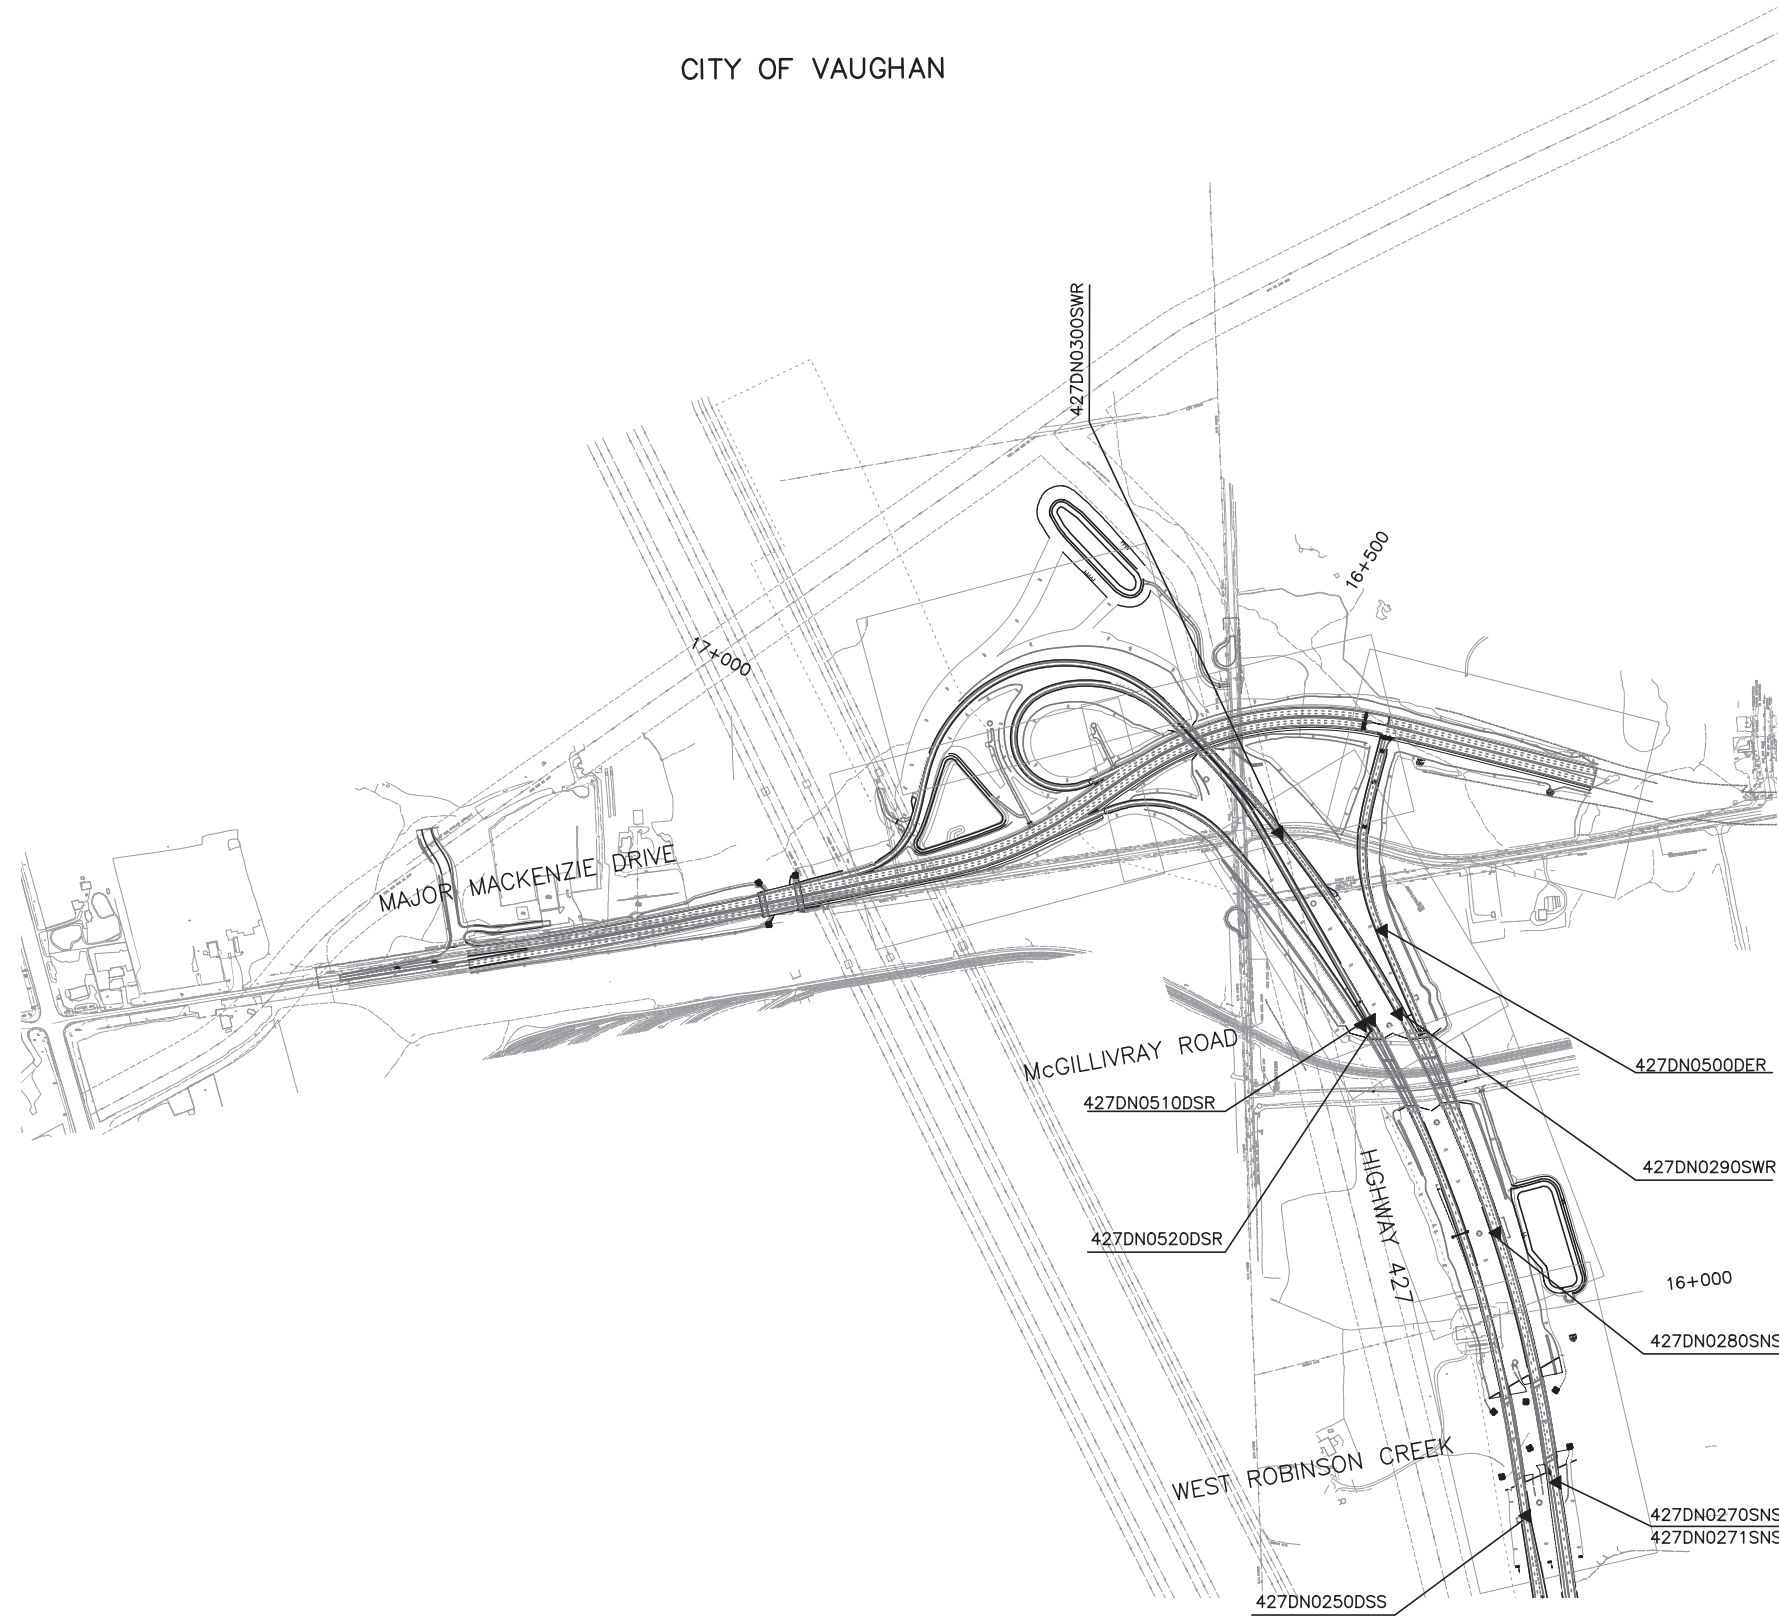 CITY OF VAUGHAN
427DN0300SWR
16+500
17+000
MAJOR MACKENZIE DRIVE
McGILLIVRAY ROAD
427DN0500DER
427DN0510DSR
427DN0290SWR
HIGHWAY 427
427DN0520DSR
16+000
427DN0280SNS
WEST ROBINSON CREEK
427DN0270SNS
427DN0271SNS
427DN0250DSS